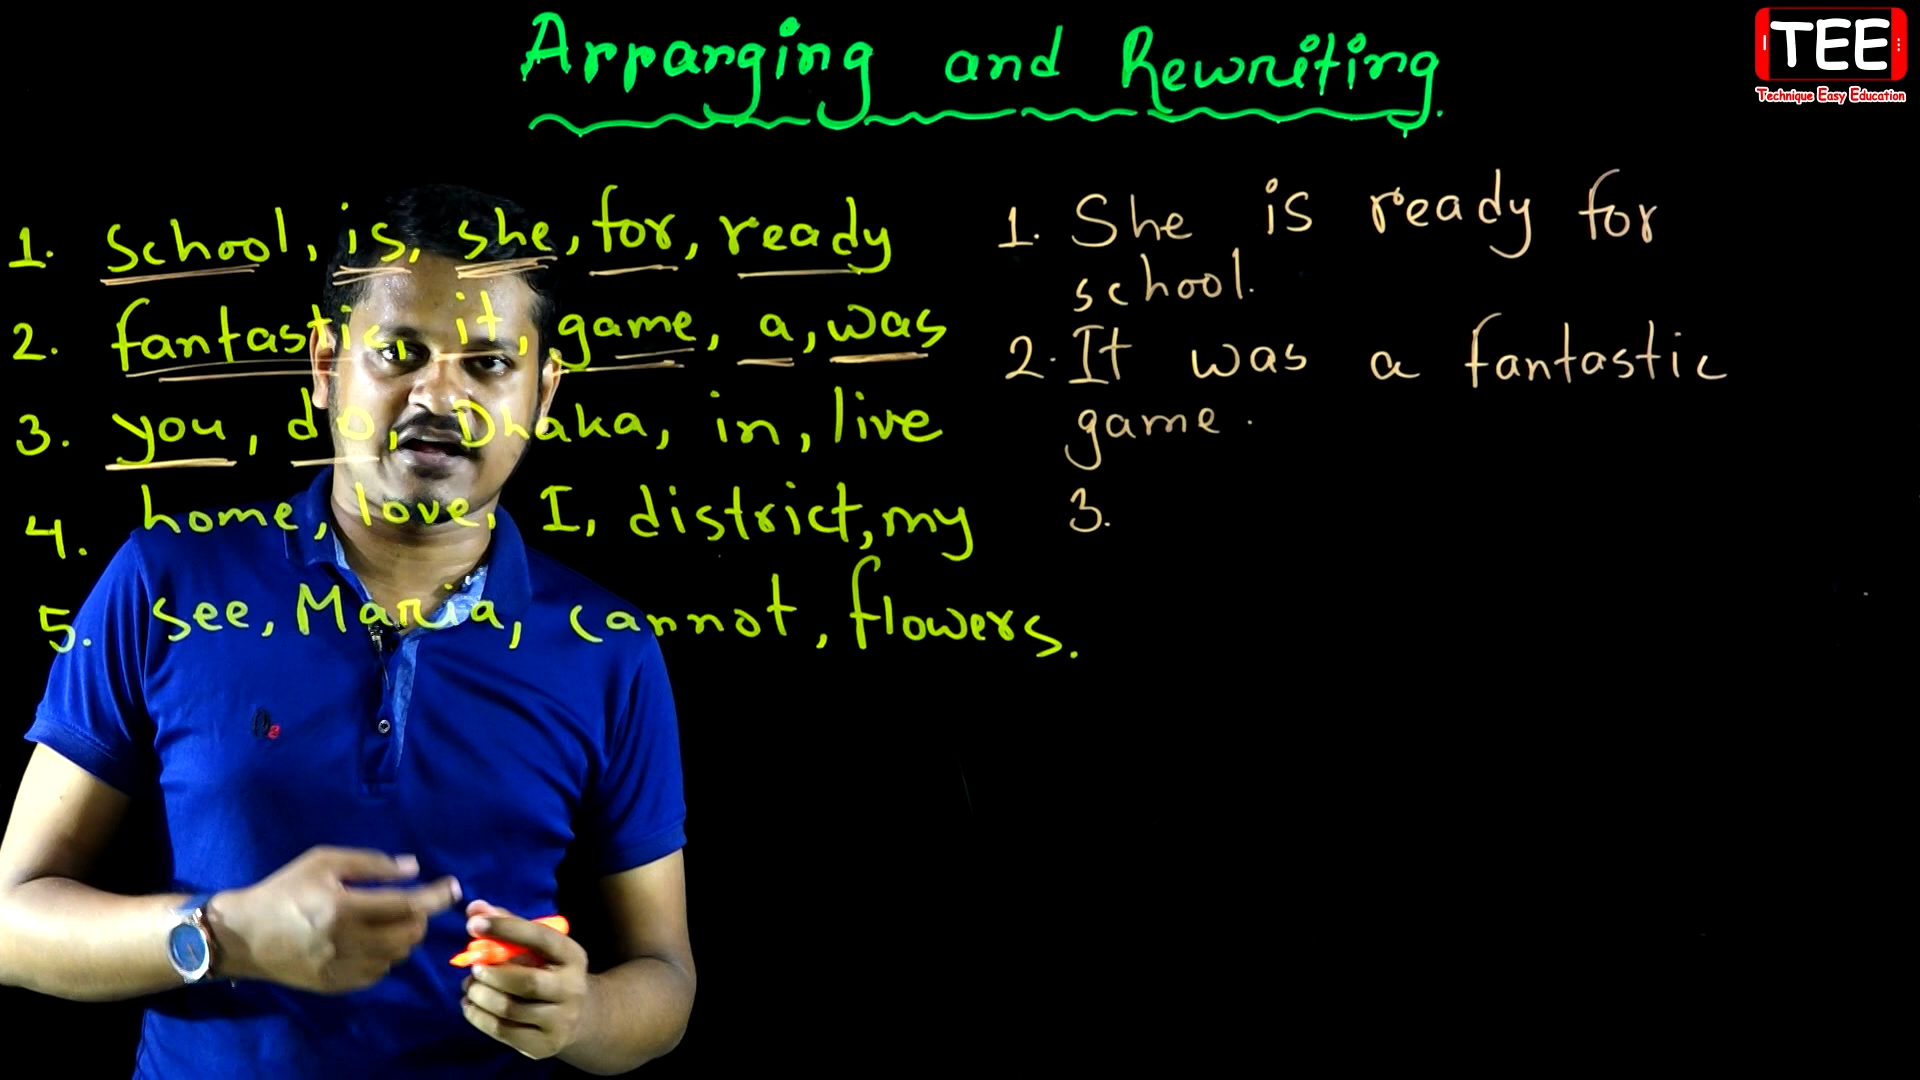 Arranging and Rewriting.
TEE
Technique Easy Education
1. School, is, she, for, ready
2. fantastic, it, game, a, was
3. you, do, Dhaka, in, live
4. home, love, I, district, my
5. see, Maria, cannot, flowers.
1. She is ready for
school.
2. It was a fantastic
game.
3.